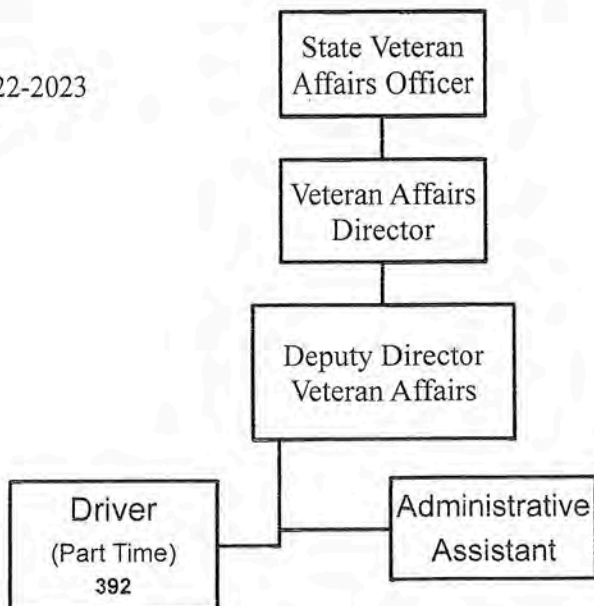 State Veteran
Affairs Officer
22-2023
Veteran Affairs
Director
Deputy Director
Veteran Affairs
Driver
(Part Time)
392
Administrative
Assistant